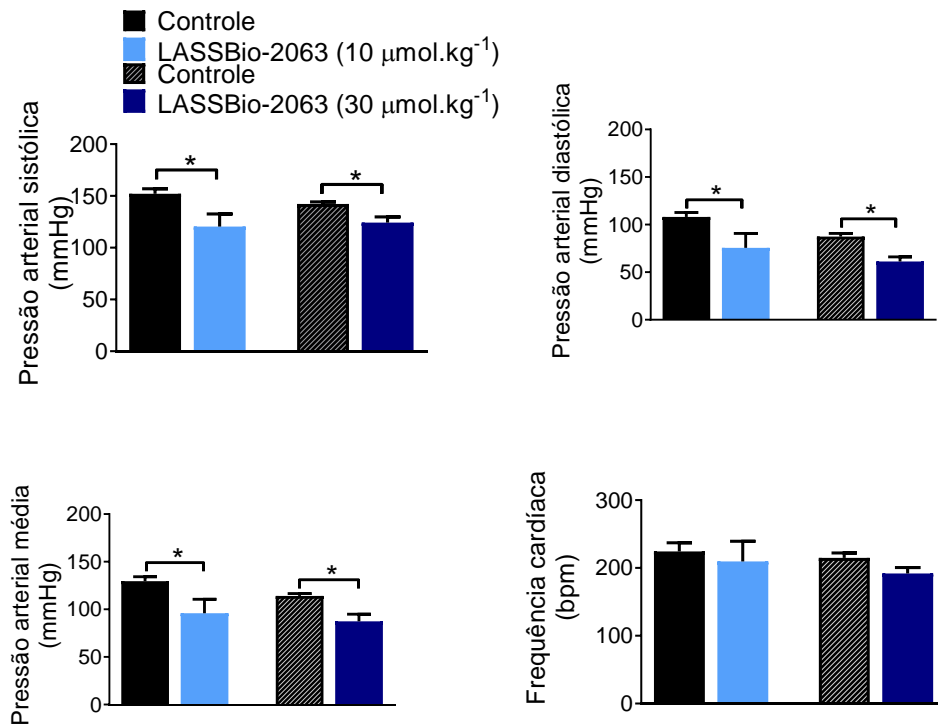 Controle
LASSBio-2063 (10 μmol.kg⁻¹)
Controle
LASSBio-2063 (30 μmol.kg⁻¹)
Pressão arterial sistólica
(mmHg)
200
150
100
50
0
*
*
Pressão arterial diastólica
(mmHg)
200
150
100
50
0
*
*
Pressão arterial média
(mmHg)
200
150
100
50
0
*
*
Frequência cardíaca
(bpm)
300
200
100
0